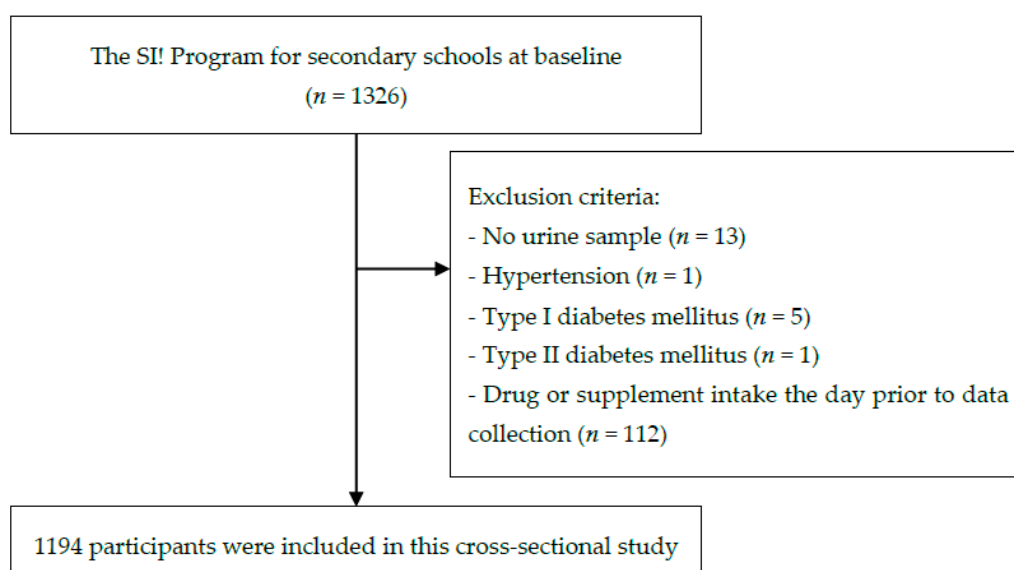 The SI! Program for secondary schools at baseline
(n = 1326)
Exclusion criteria:
- No urine sample (n = 13)
- Hypertension (n = 1)
- Type I diabetes mellitus (n = 5)
- Type II diabetes mellitus (n = 1)
- Drug or supplement intake the day prior to data
collection (n = 112)
1194 participants were included in this cross-sectional study